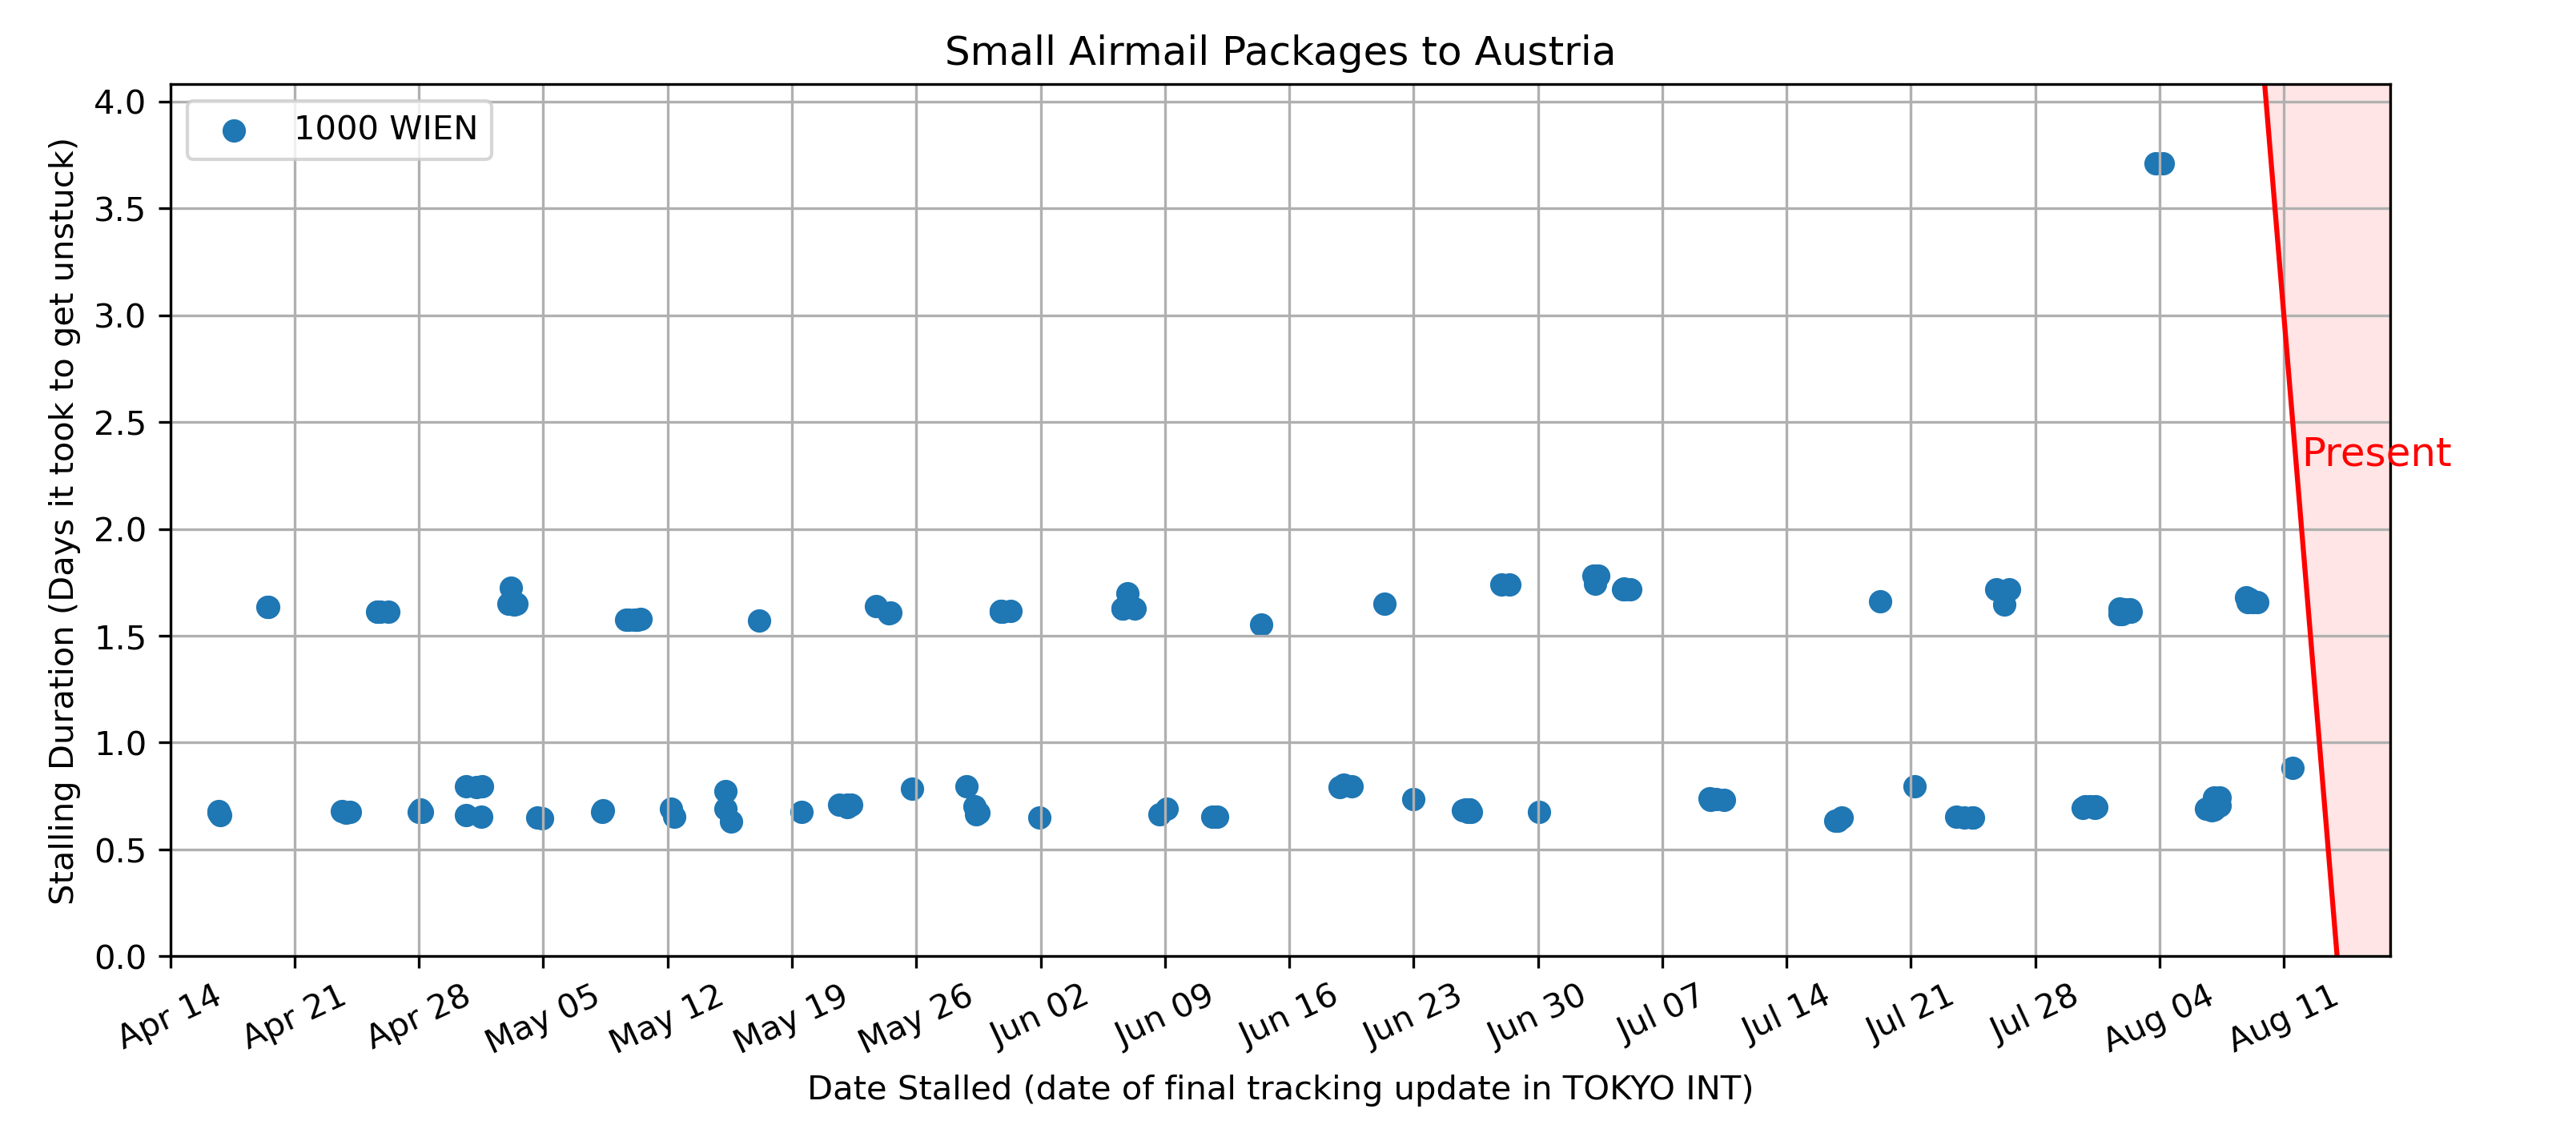 Small Airmail Packages to Austria
1000 WIEN
Stalling Duration (Days it took to get unstuck)
4.0
3.5
3.0
2.5
2.0
1.5
1.0
0.5
0.0
Present
Apr 14
Apr 21
Apr 28
May 05
May 12
May 19
May 26
Jun 02
Jun 09
Jun 16
Jun 23
Jun 30
Jul 07
Jul 14
Jul 21
Jul 28
Aug 04
Aug 11
Date Stalled (date of final tracking update in TOKYO INT)